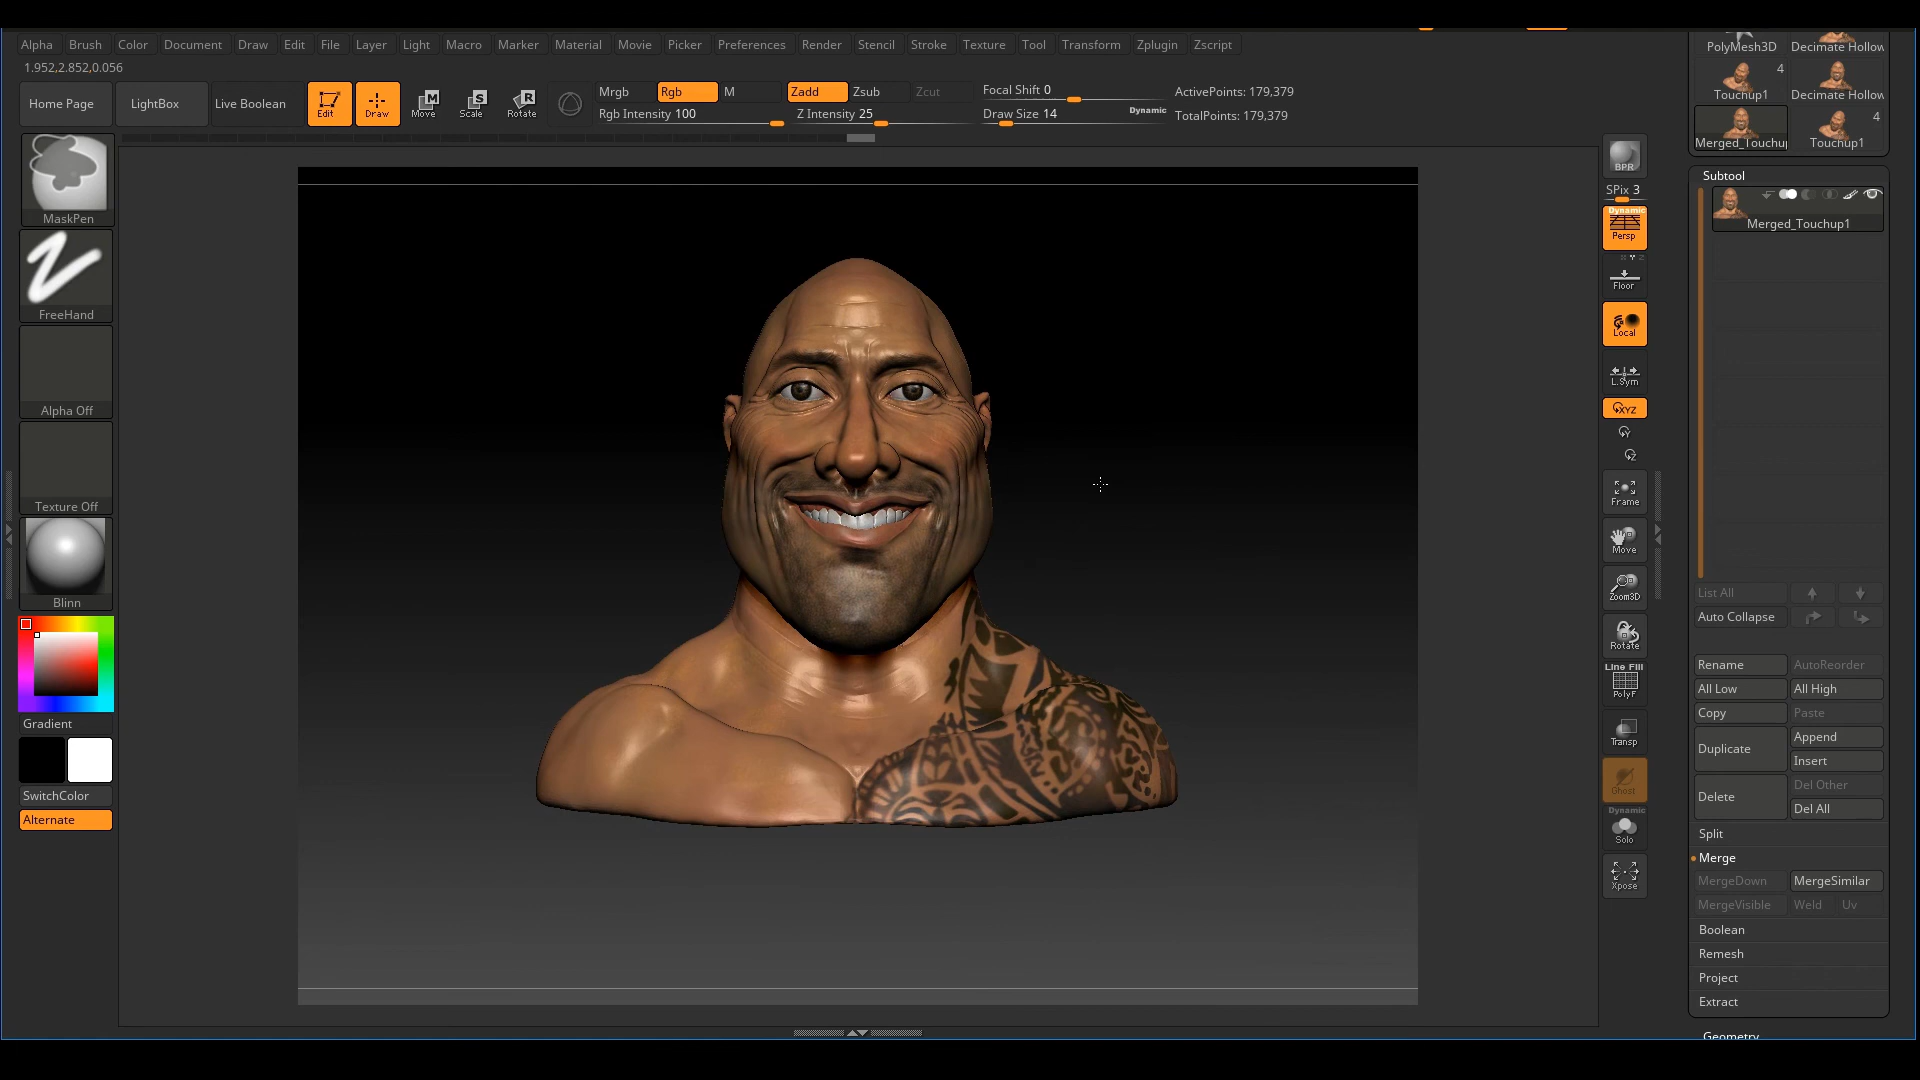 Alpha Brush Color Document Draw Edit File Layer Light Macro Marker Material Movie Picker Preferences Render Stencil Stroke Texture Tool Transform Zplugin Zscript
1.952,2.852,0.056
Home Page LightBox Live Boolean
Edit Draw Move Scale Rotate
M S R
Mrgb Rgb M Zadd Zsub Zcut
Rgb Intensity 100 Z Intensity 25
Focal Shift 0
Draw Size 14 Dynamic
ActivePoints: 179,379
TotalPoints: 179,379
MaskPen
FreeHand
Alpha Off
Texture Off
Blinn
Gradient
SwitchColor
Alternate
BPR
SPix 3
Dynamic
Persp
Floor
Local
L.Sym
XYZ
Y
Z
Frame
Move
Zoom3D
Rotate
Line Fill
PolyF
Transp
Ghost
Dynamic
Solo
Xpose
PolyMesh3D Decimate Hollow
4
Touchup1 Decimate Hollow
4
Merged_Touchup Touchup1
Subtool
Merged_Touchup1
List All
Auto Collapse
Rename AutoReorder
All Low All High
Copy Paste
Duplicate Append
Insert
Delete Del Other
Del All
Split
Merge
MergeDown MergeSimilar
MergeVisible Weld Uv
Boolean
Remesh
Project
Extract
Geometry